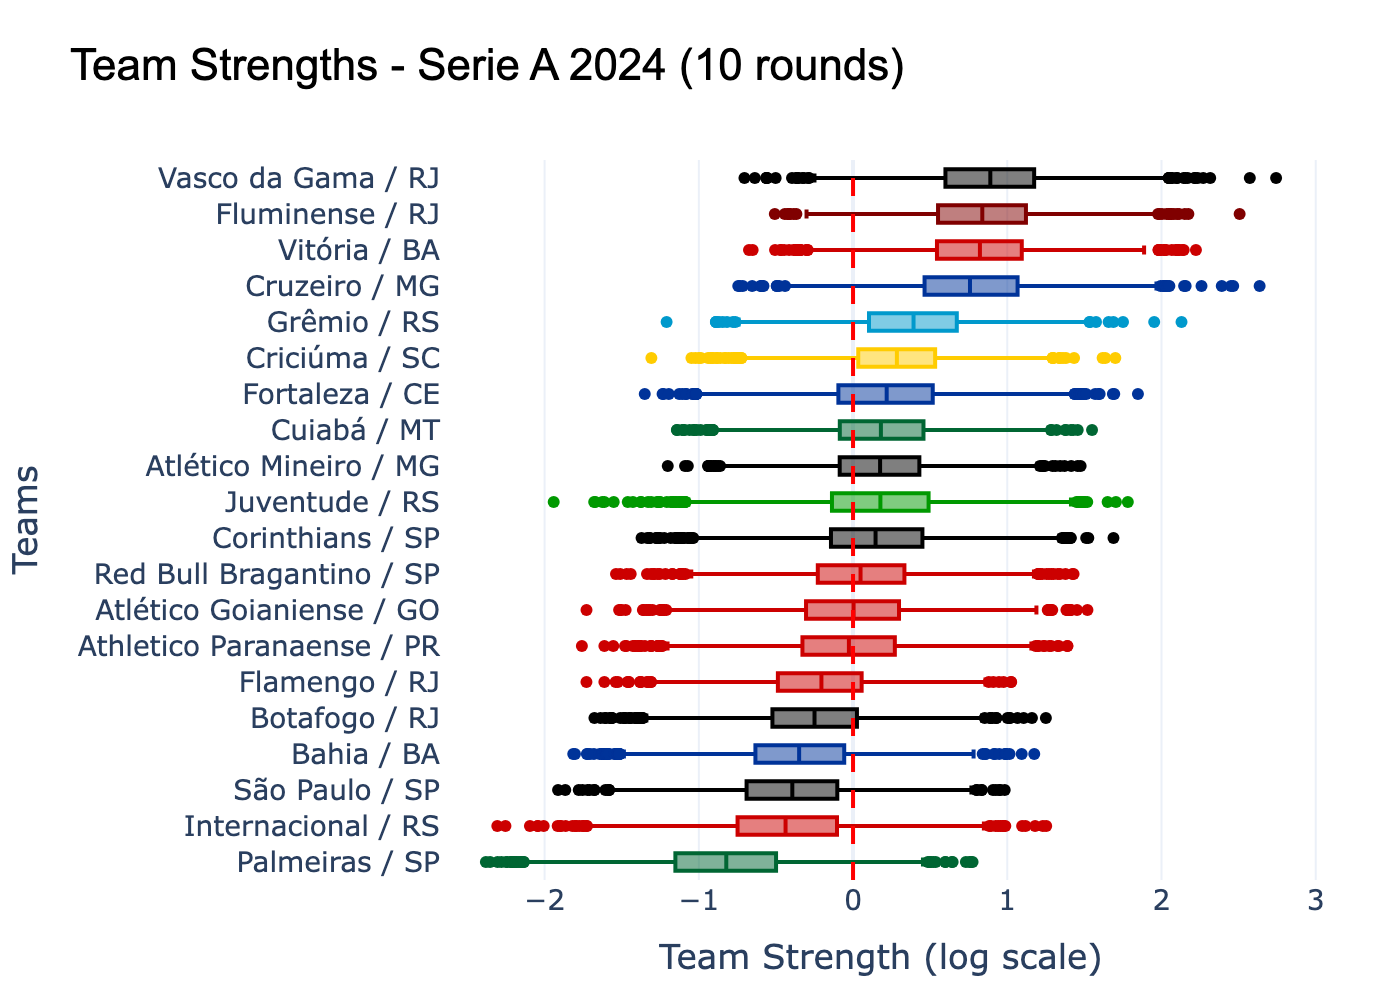 Team Strengths - Serie A 2024 (10 rounds)
Teams
Vasco da Gama / RJ
Fluminense / RJ
Vitória / BA
Cruzeiro / MG
Grêmio / RS
Criciúma / SC
Fortaleza / CE
Cuiabá / MT
Atlético Mineiro / MG
Juventude / RS
Corinthians / SP
Red Bull Bragantino / SP
Atlético Goianiense / GO
Athletico Paranaense / PR
Flamengo / RJ
Botafogo / RJ
Bahia / BA
São Paulo / SP
Internacional / RS
Palmeiras / SP
−2 −1 0 1 2 3
Team Strength (log scale)